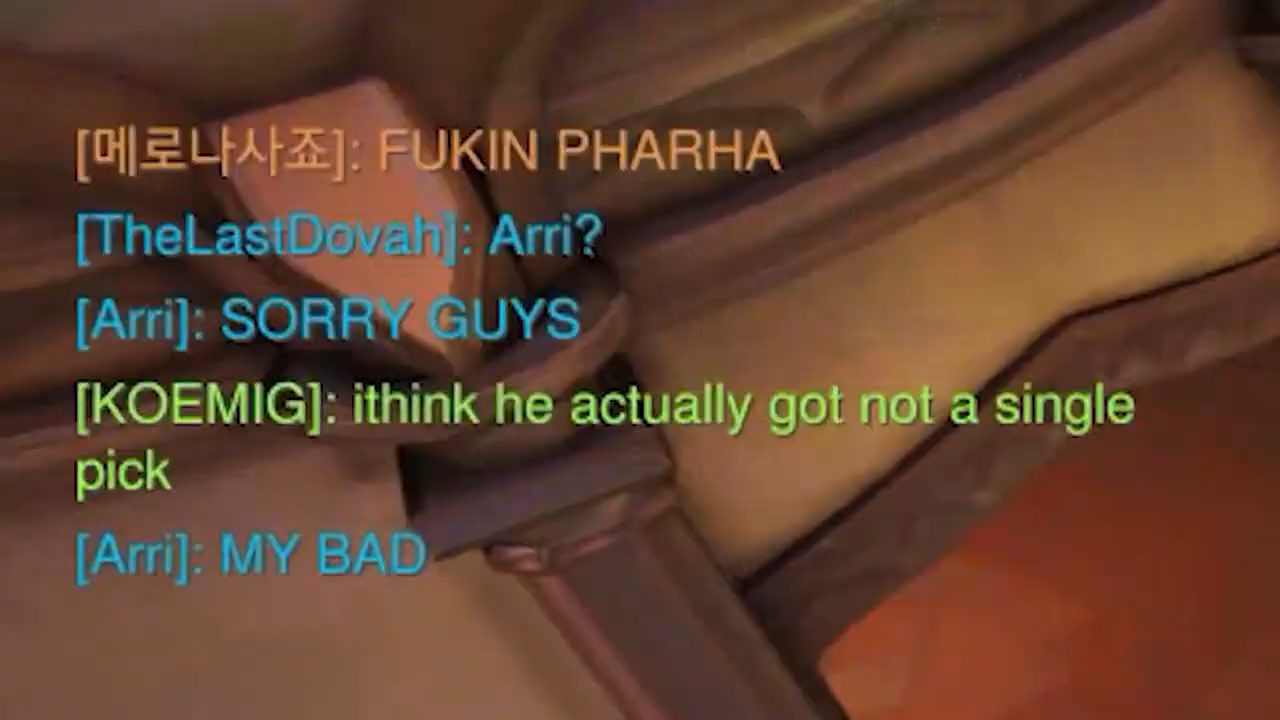 [메로나사죠]: FUKIN PHARHA
[TheLastDovah]: Arri?
[Arri]: SORRY GUYS
[KOEMIG]: ithink he actually got not a single
pick
[Arri]: MY BAD